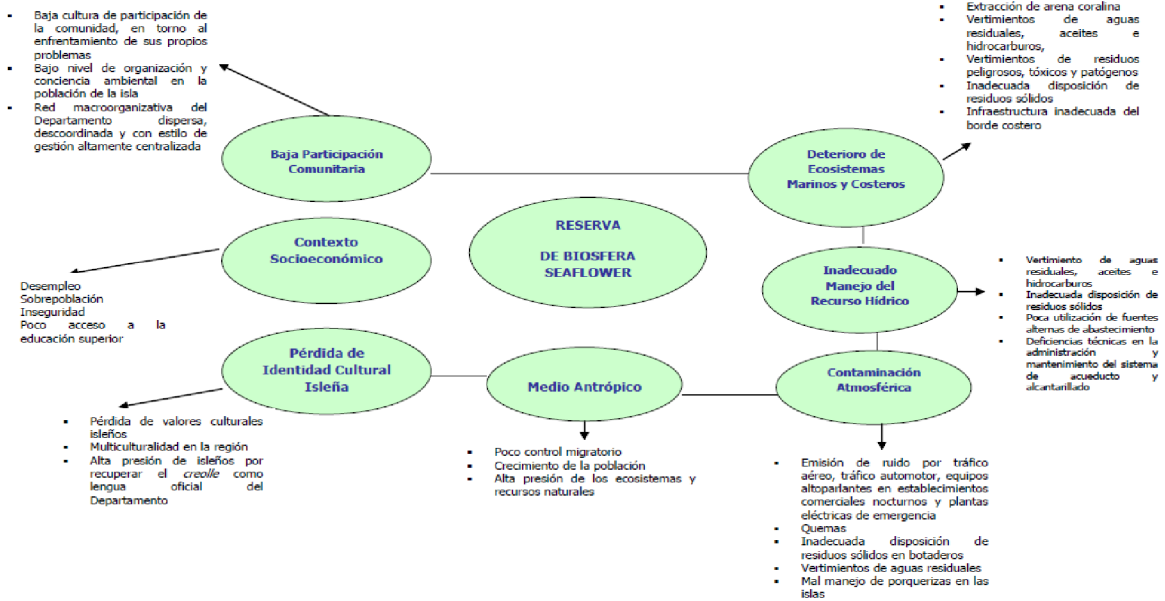 ▪ Baja cultura de participación de
la comunidad, en torno al
enfrentamiento de sus propios
problemas
▪ Bajo nivel de organización y
conciencia ambiental en la
población de la isla
▪ Red macroorganizativa del
Departamento dispersa,
descoordinada y con estilo de
gestión altamente centralizada
Baja Participación
Comunitaria
▪ Extracción de arena coralina
▪ Vertimientos de aguas
residuales, aceites e
hidrocarburos,
▪ Vertimientos de residuos
peligrosos, tóxicos y patógenos
▪ Inadecuada disposición de
residuos sólidos
▪ Infraestructura inadecuada del
borde costero
Deterioro de
Ecosistemas
Marinos y Costeros
RESERVA
DE BIOSFERA
SEAFLOWER
Contexto
Socioeconómico
Desempleo
Sobrepoblación
Inseguridad
Poco acceso a la
educación superior
Inadecuado
Manejo del
Recurso Hídrico
▪ Vertimiento de aguas
residuales, aceites e
hidrocarburos
▪ Inadecuada disposición de
residuos sólidos
▪ Poca utilización de fuentes
alternas de abastecimiento
▪ Deficiencias técnicas en la
administración y
mantenimiento del sistema
de acueducto y
alcantarillado
Pérdida de
Identidad Cultural
Isleña
▪ Pérdida de valores culturales
isleños
▪ Multiculturalidad en la región
▪ Alta presión de isleños por
recuperar el creolle como
lengua oficial del
Departamento
Medio Antrópico
▪ Poco control migratorio
▪ Crecimiento de la población
▪ Alta presión de los ecosistemas y
recursos naturales
Contaminación
Atmosférica
▪ Emisión de ruido por tráfico
aéreo, tráfico automotor, equipos
altoparlantes en establecimientos
comerciales nocturnos y plantas
eléctricas de emergencia
▪ Quemas
▪ Inadecuada disposición de
residuos sólidos en botaderos
▪ Vertimientos de aguas residuales
▪ Mal manejo de porquerizas en las
islas